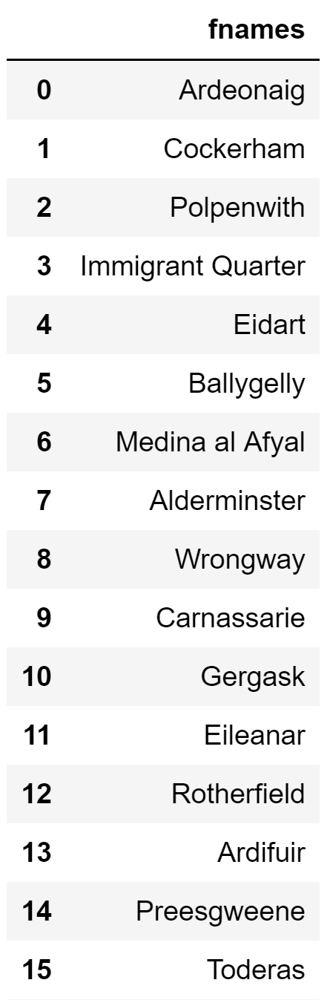 fnames
0 Ardeonaig
1 Cockerham
2 Polpenwith
3 Immigrant Quarter
4 Eidart
5 Ballygelly
6 Medina al Afyal
7 Alderminster
8 Wrongway
9 Carnassarie
10 Gergask
11 Eileanar
12 Rotherfield
13 Ardifuir
14 Preesgweene
15 Toderas